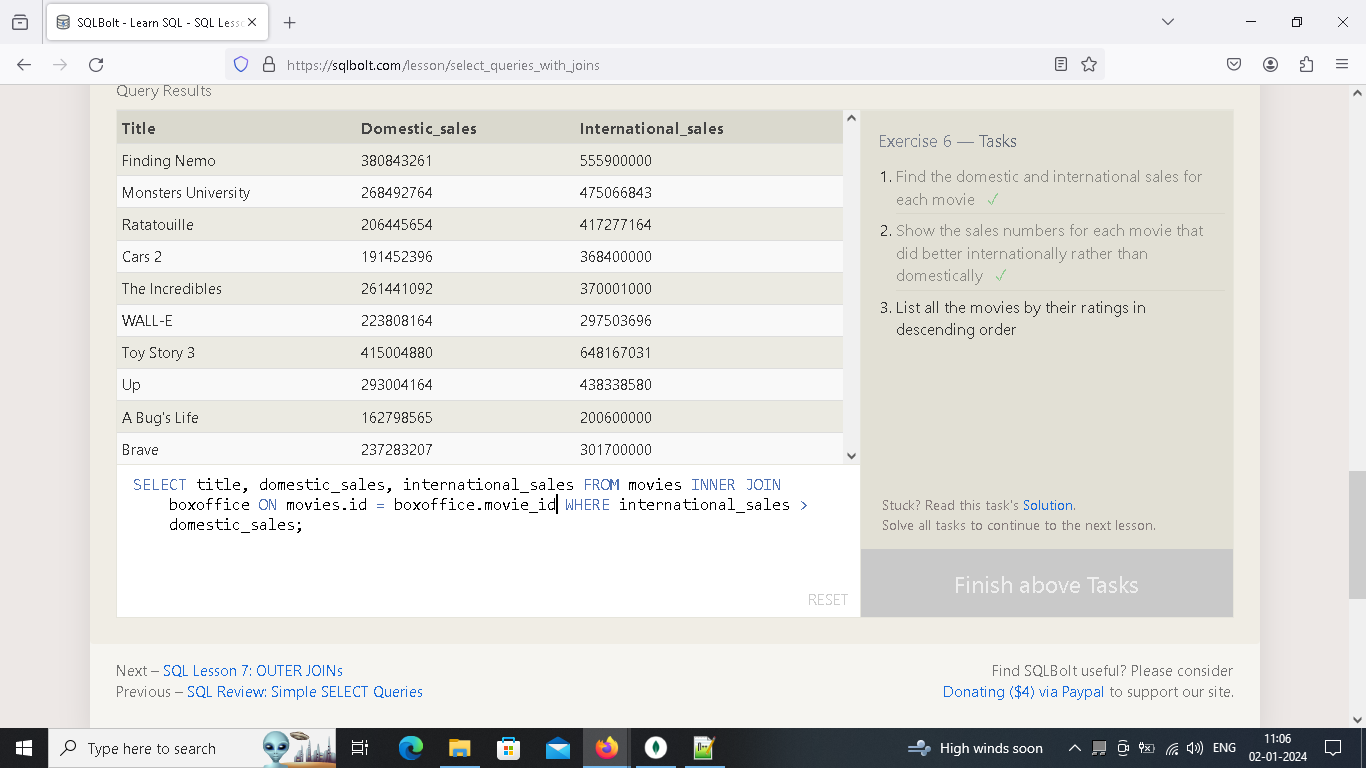 SQLBolt - Learn SQL - SQL Less
https://sqlbolt.com/lesson/select_queries_with_joins
Query Results
Title Domestic_sales International_sales
Finding Nemo 380843261 555900000
Monsters University 268492764 475066843
Ratatouille 206445654 417277164
Cars 2 191452396 368400000
The Incredibles 261441092 370001000
WALL-E 223808164 297503696
Toy Story 3 415004880 648167031
Up 293004164 438338580
A Bug's Life 162798565 200600000
Brave 237283207 301700000
SELECT title, domestic_sales, international_sales FROM movies INNER JOIN
boxoffice ON movies.id = boxoffice.movie_id WHERE international_sales >
domestic_sales;
RESET
Exercise 6 — Tasks
1. Find the domestic and international sales for
each movie ✓
2. Show the sales numbers for each movie that
did better internationally rather than
domestically ✓
3. List all the movies by their ratings in
descending order
Stuck? Read this task's Solution.
Solve all tasks to continue to the next lesson.
Finish above Tasks
Next – SQL Lesson 7: OUTER JOINs
Previous – SQL Review: Simple SELECT Queries
Find SQLBolt useful? Please consider
Donating ($4) via Paypal to support our site.
Type here to search
High winds soon
ENG
11:06
02-01-2024